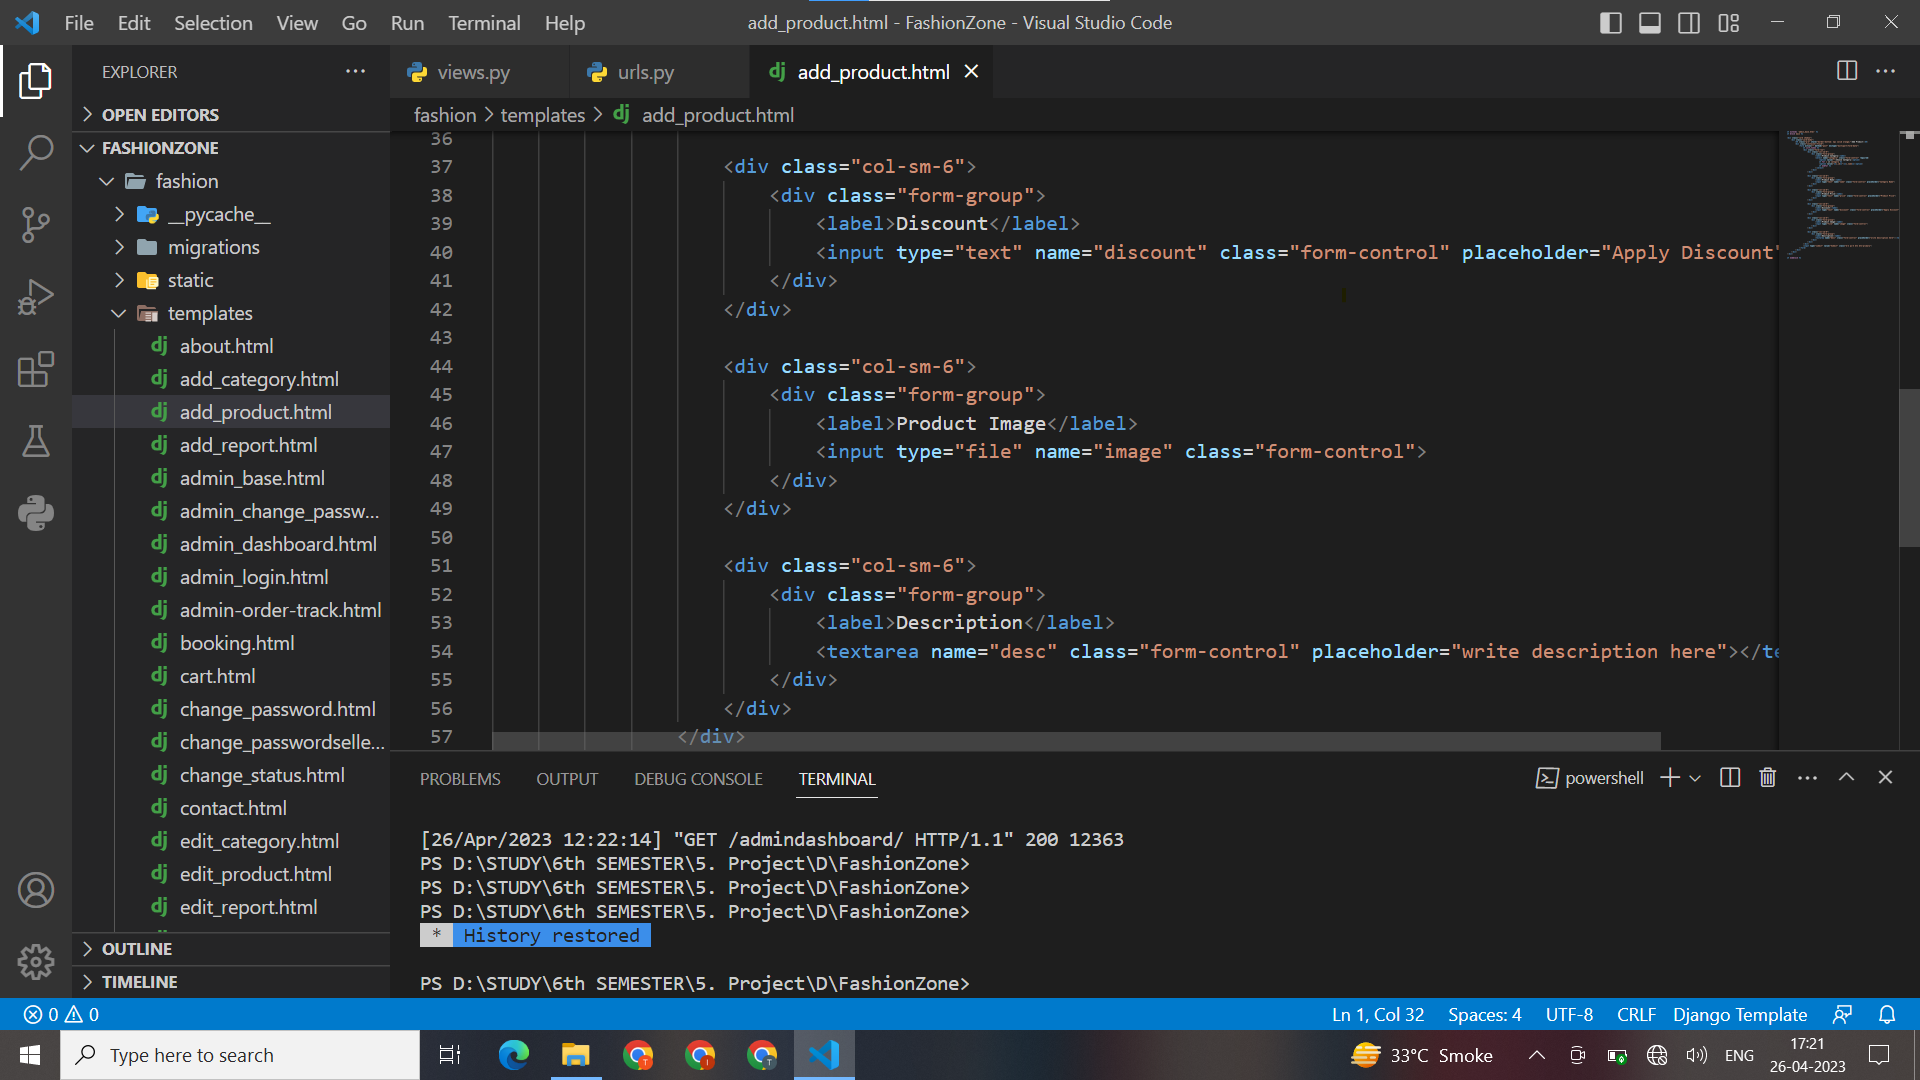 File Edit Selection View Go Run Terminal Help
add_product.html - FashionZone - Visual Studio Code
EXPLORER
OPEN EDITORS
FASHIONZONE
fashion
__pycache__
migrations
static
templates
about.html
add_category.html
add_product.html
add_report.html
admin_base.html
admin_change_passw...
admin_dashboard.html
admin_login.html
admin-order-track.html
booking.html
cart.html
change_password.html
change_passwordselle...
change_status.html
contact.html
edit_category.html
edit_product.html
edit_report.html
OUTLINE
TIMELINE
views.py urls.py add_product.html
fashion > templates > add_product.html
36
37 <div class="col-sm-6">
38 <div class="form-group">
39 <label>Discount</label>
40 <input type="text" name="discount" class="form-control" placeholder="Apply Discount"
41 </div>
42 </div>
43
44 <div class="col-sm-6">
45 <div class="form-group">
46 <label>Product Image</label>
47 <input type="file" name="image" class="form-control">
48 </div>
49 </div>
50
51 <div class="col-sm-6">
52 <div class="form-group">
53 <label>Description</label>
54 <textarea name="desc" class="form-control" placeholder="write description here"></te
55 </div>
56 </div>
57 </div>
PROBLEMS OUTPUT DEBUG CONSOLE TERMINAL powershell
[26/Apr/2023 12:22:14] "GET /admindashboard/ HTTP/1.1" 200 12363
PS D:\STUDY\6th SEMESTER\5. Project\D\FashionZone>
PS D:\STUDY\6th SEMESTER\5. Project\D\FashionZone>
PS D:\STUDY\6th SEMESTER\5. Project\D\FashionZone>
* History restored
PS D:\STUDY\6th SEMESTER\5. Project\D\FashionZone>
0 0 Ln 1, Col 32 Spaces: 4 UTF-8 CRLF Django Template
Type here to search
33°C Smoke
ENG
17:21
26-04-2023